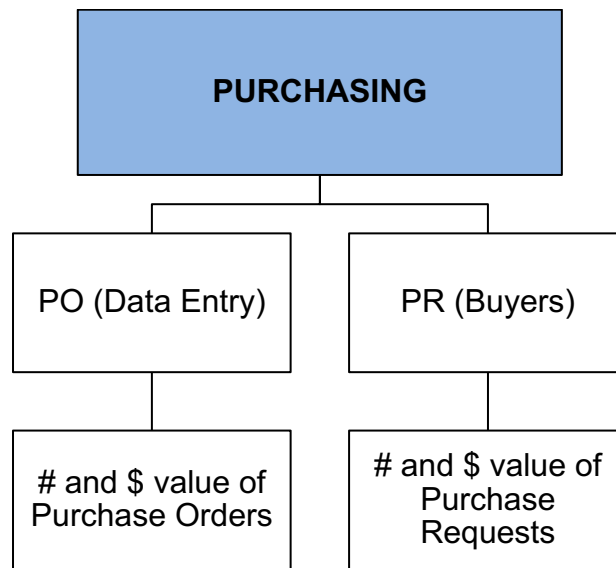 PURCHASING
PO (Data Entry)
PR (Buyers)
# and $ value of
Purchase Orders
# and $ value of
Purchase
Requests